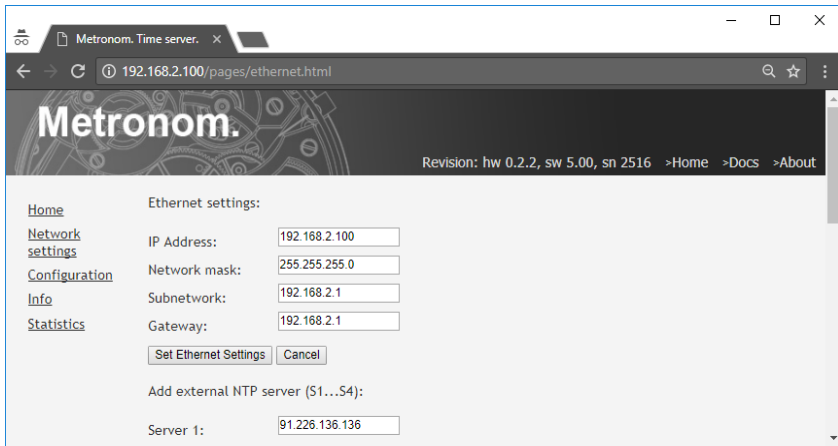 Metronom. Time server.
192.168.2.100/pages/ethernet.html
Metronom.
Revision: hw 0.2.2, sw 5.00, sn 2516 >Home >Docs >About
Home
Network
settings
Configuration
Info
Statistics
Ethernet settings:
IP Address: 192.168.2.100
Network mask: 255.255.255.0
Subnetwork: 192.168.2.1
Gateway: 192.168.2.1
Set Ethernet Settings Cancel
Add external NTP server (S1...S4):
Server 1: 91.226.136.136